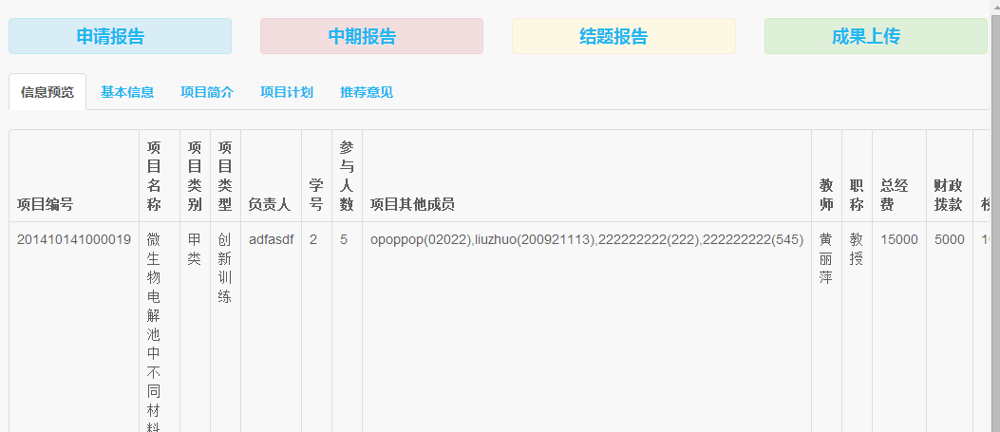 申请报告 中期报告 结题报告 成果上传
信息预览 基本信息 项目简介 项目计划 推荐意见
项目编号 项目名称 项目类别 项目类型 负责人 学号 参与人数 项目其他成员 教师 职称 总经费 财政拨款
201410141000019 微生物电解池中不同材料 甲类 创新训练 adfasdf 2 5 opoppop(02022),liuzhuo(200921113),222222222(222),222222222(545) 黄丽萍 教授 15000 5000